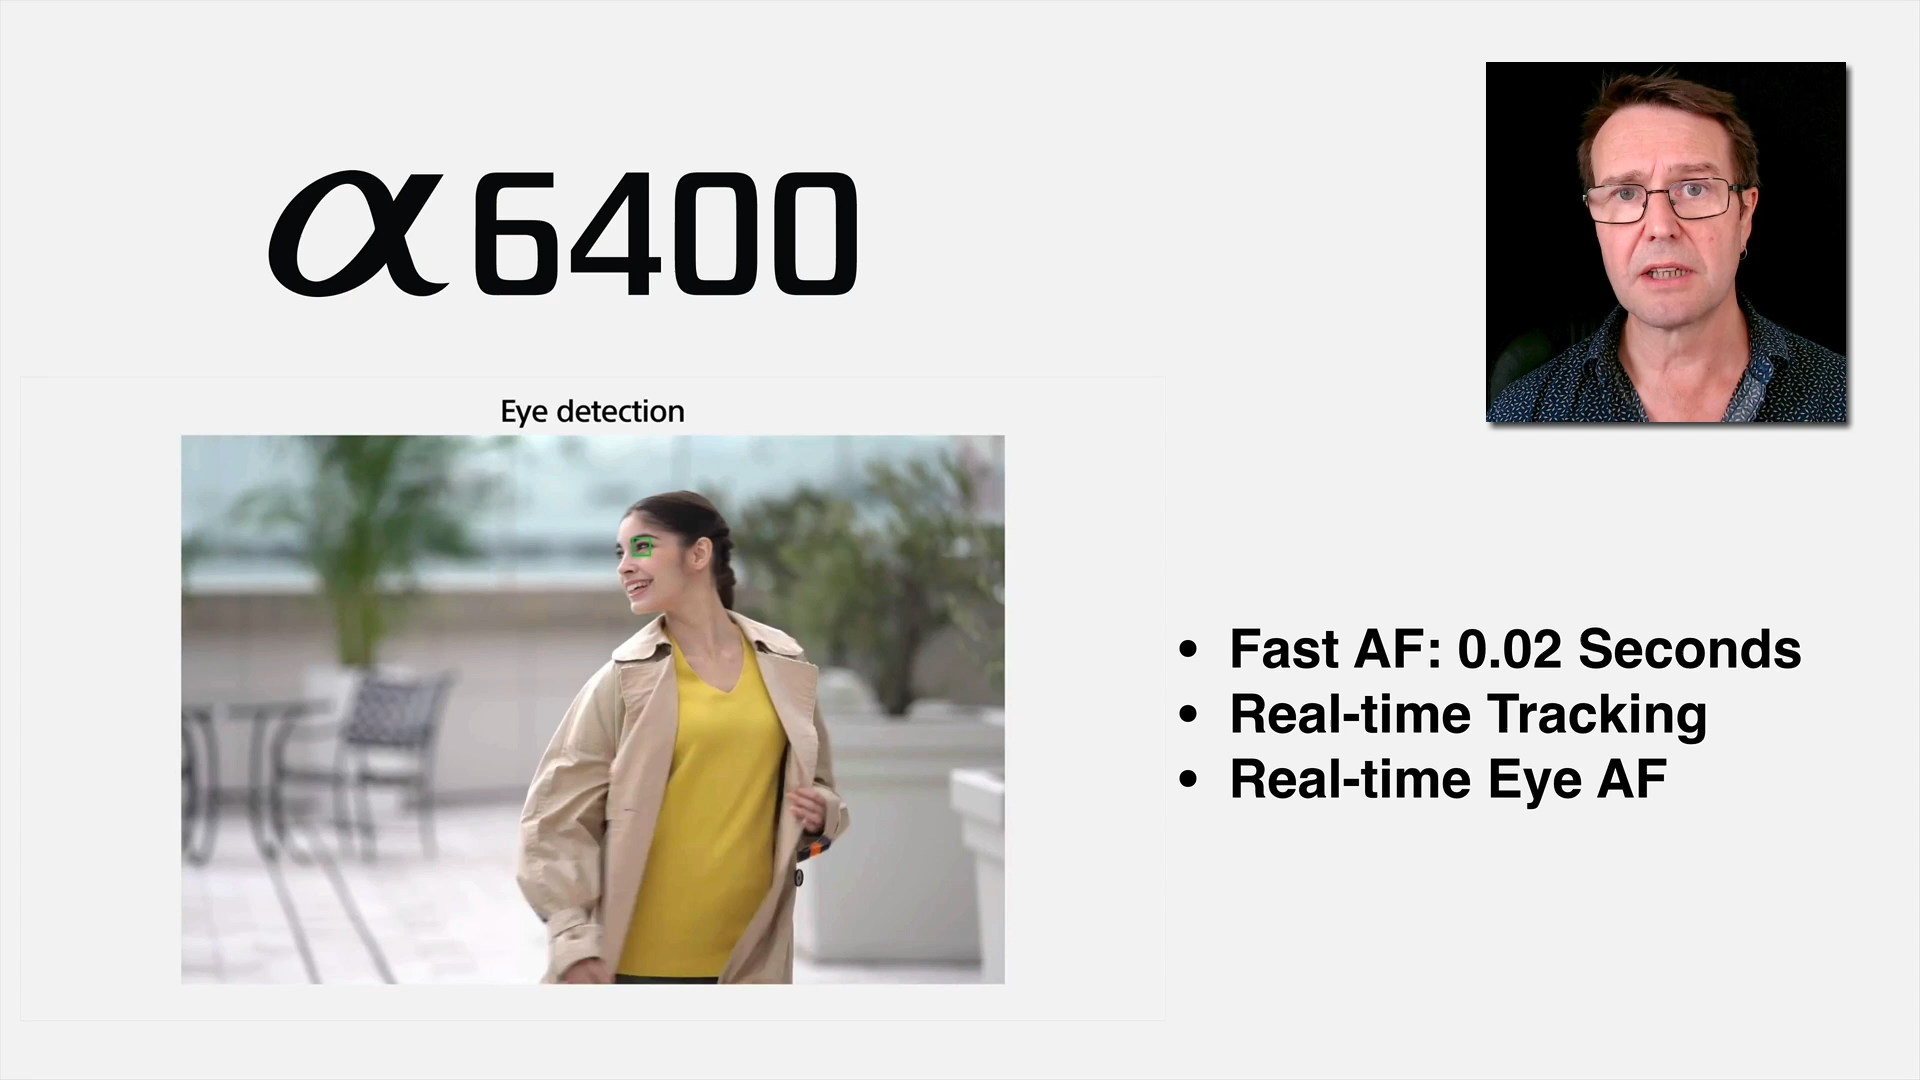 α6400
Eye detection
• Fast AF: 0.02 Seconds
• Real-time Tracking
• Real-time Eye AF